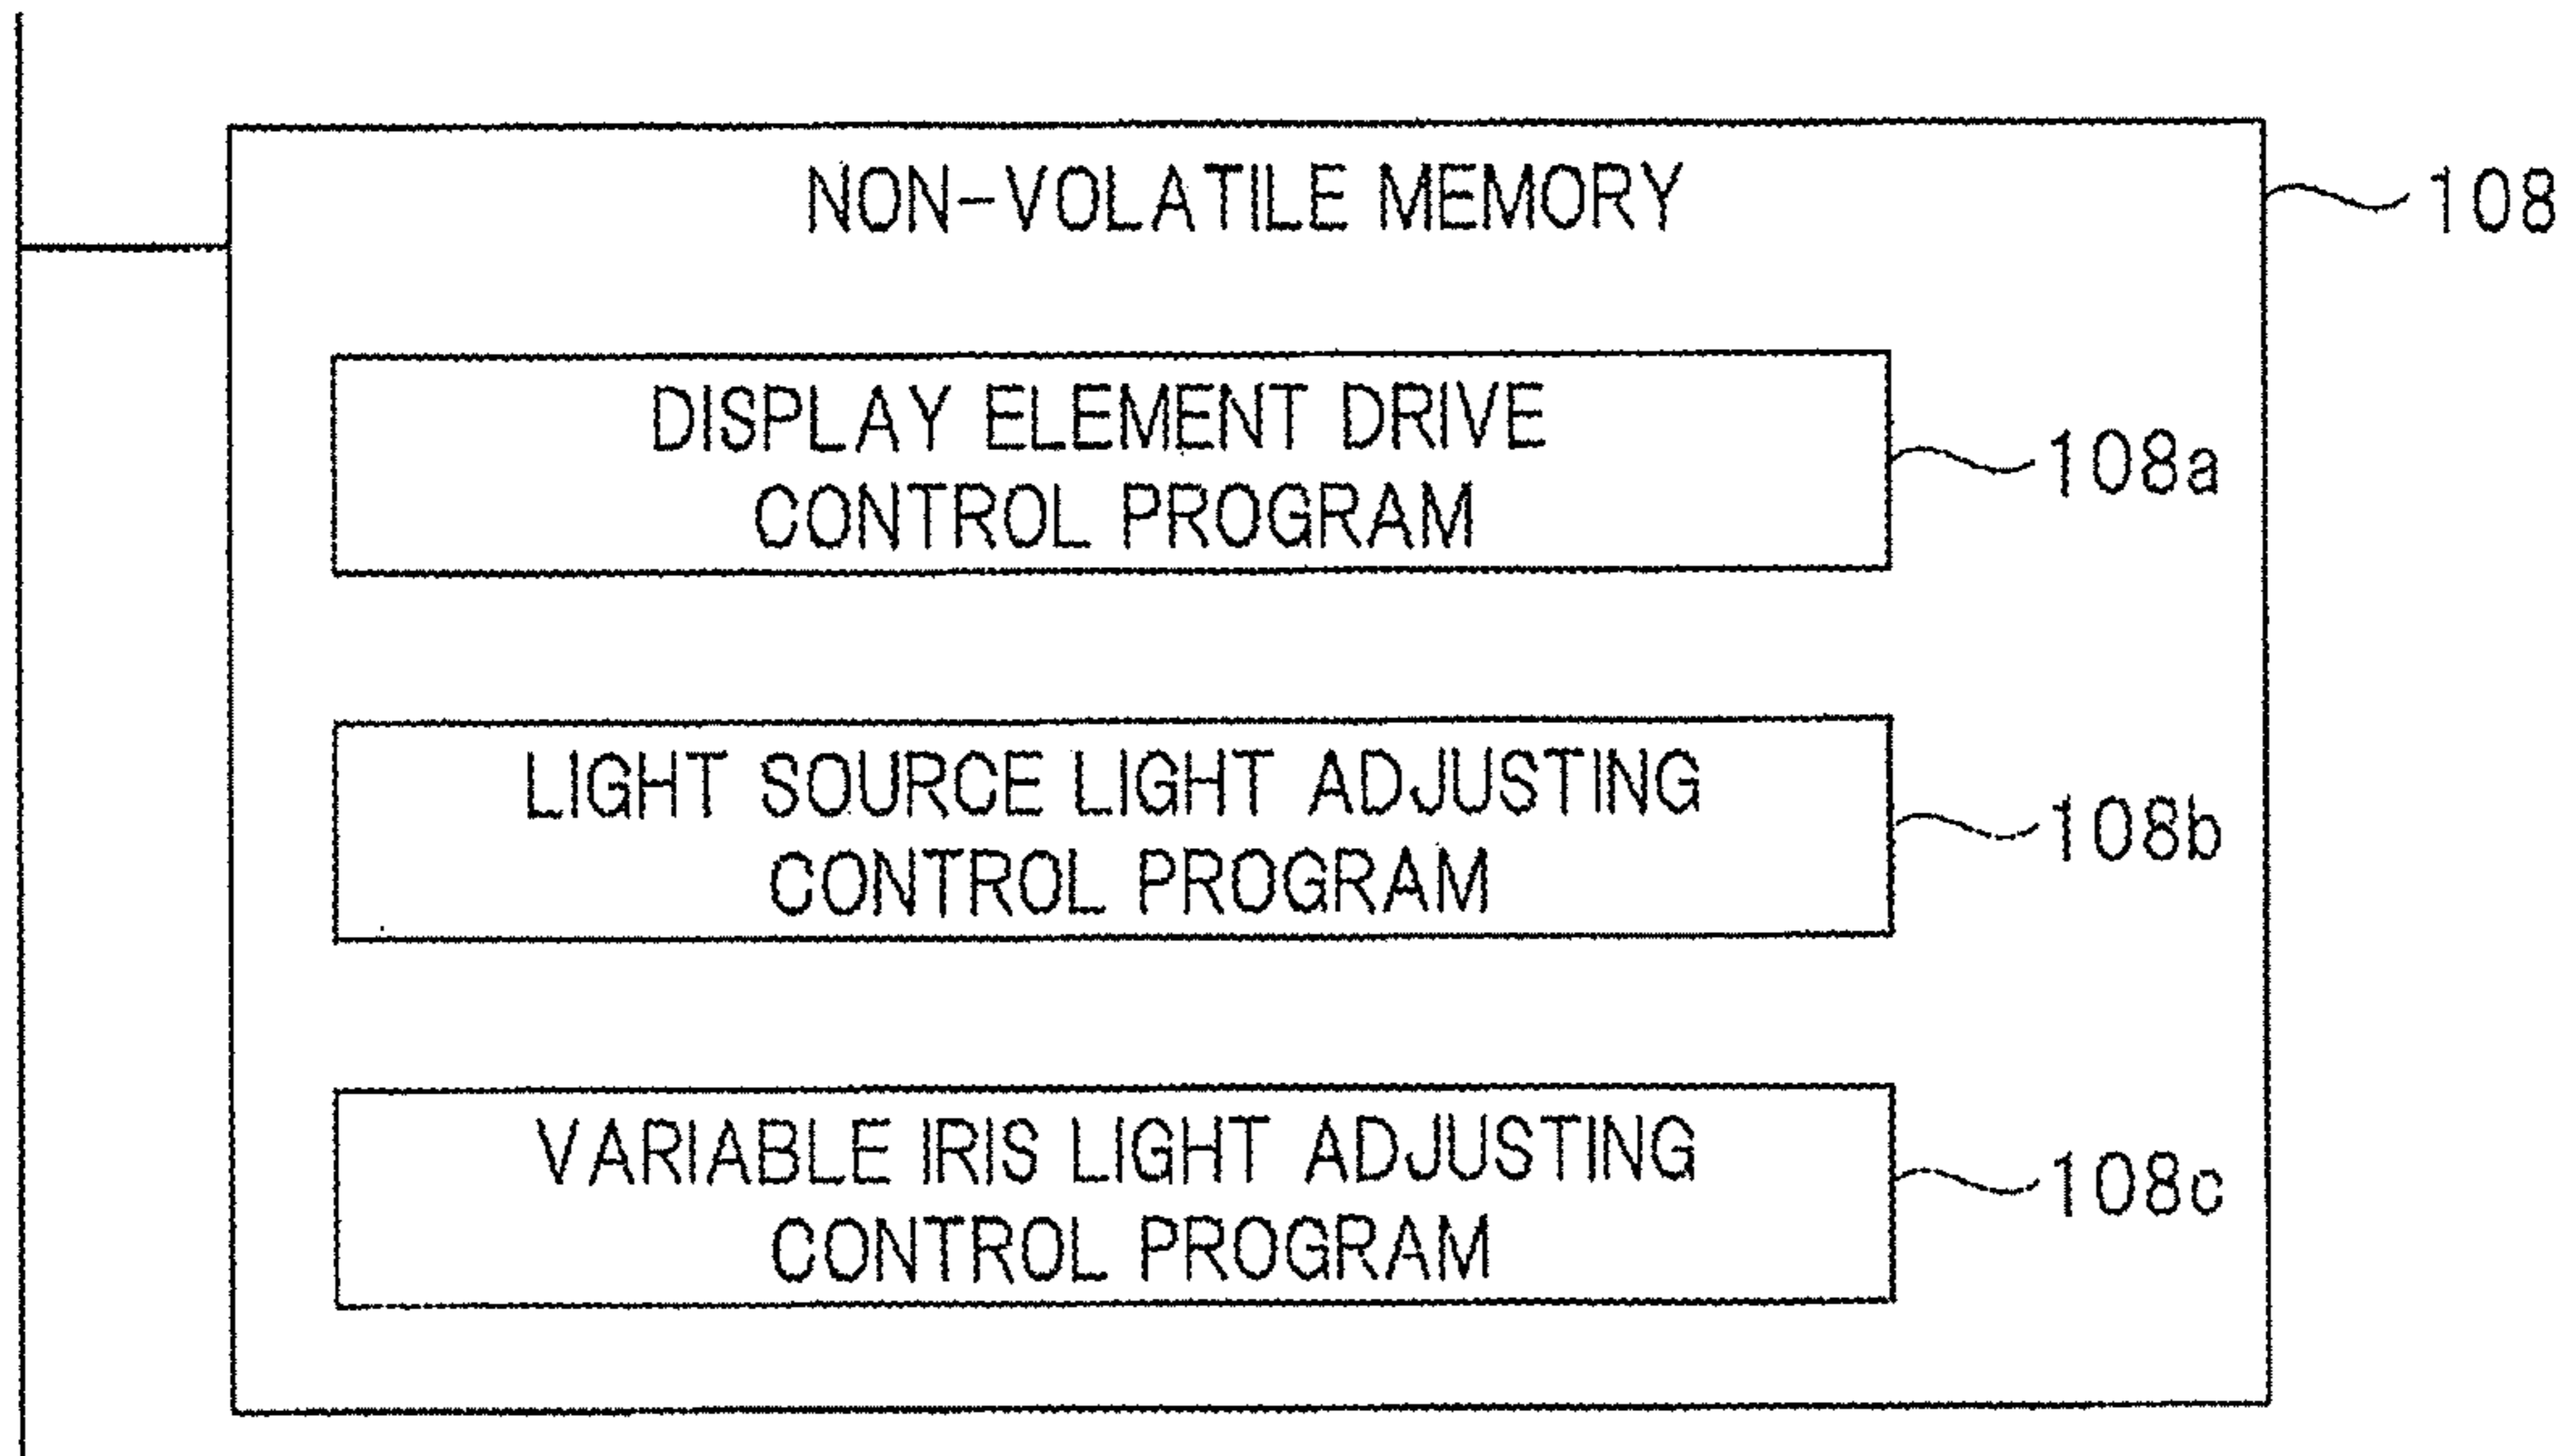 NON-VOLATILE MEMORY
108
DISPLAY ELEMENT DRIVE
CONTROL PROGRAM
108a
LIGHT SOURCE LIGHT ADJUSTING
CONTROL PROGRAM
108b
VARIABLE IRIS LIGHT ADJUSTING
CONTROL PROGRAM
108c